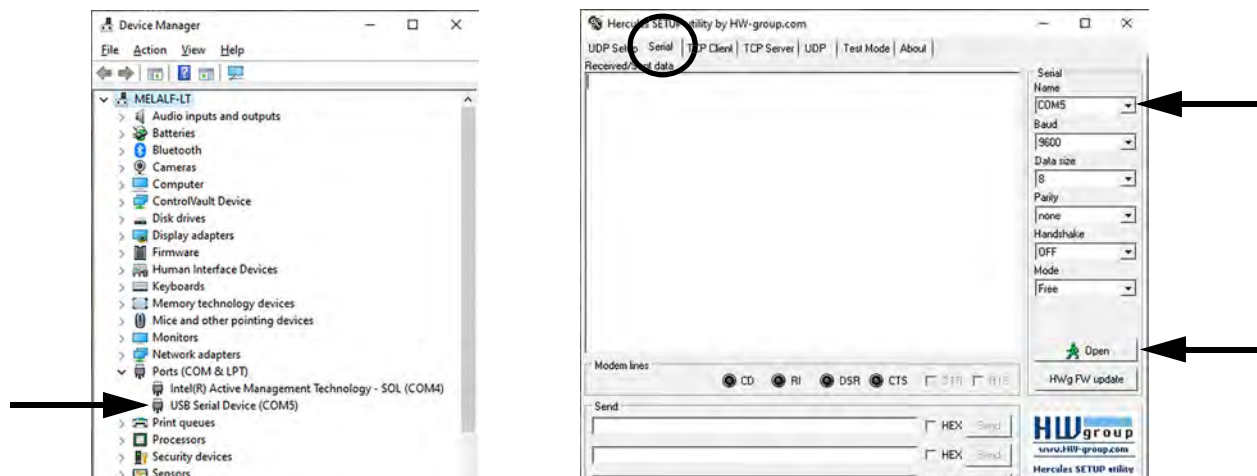 Device Manager
File Action View Help
MELALF-LT
Audio inputs and outputs
Batteries
Bluetooth
Cameras
Computer
ControlVault Device
Disk drives
Display adapters
Firmware
Human Interface Devices
Keyboards
Memory technology devices
Mice and other pointing devices
Monitors
Network adapters
Ports (COM & LPT)
Intel(R) Active Management Technology - SOL (COM4)
USB Serial Device (COM5)
Print queues
Processors
Security devices
Sensors
Hercules SETUP utility by HW-group.com
UDP Setup Serial TCP Client TCP Server UDP Test Mode About
Received/Sent data
Serial
Name
COM5
Baud
9600
Data size
8
Parity
none
Handshake
OFF
Mode
Free
Open
HWg FW update
Modem lines
CD RI DSR CTS DTR RTS
Send
HEX Send
HEX Send
HW group
www.HW-group.com
Hercules SETUP utility